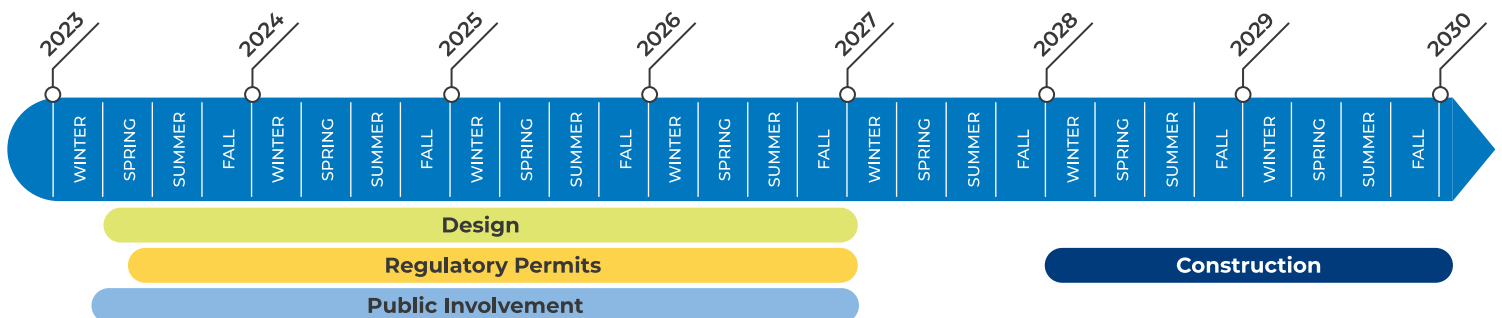 2023 2024 2025 2026 2027 2028 2029 2030
WINTER SPRING SUMMER FALL WINTER SPRING SUMMER FALL WINTER SPRING SUMMER FALL WINTER SPRING SUMMER FALL WINTER SPRING SUMMER FALL WINTER SPRING SUMMER FALL WINTER SPRING SUMMER FALL
Design
Regulatory Permits Construction
Public Involvement